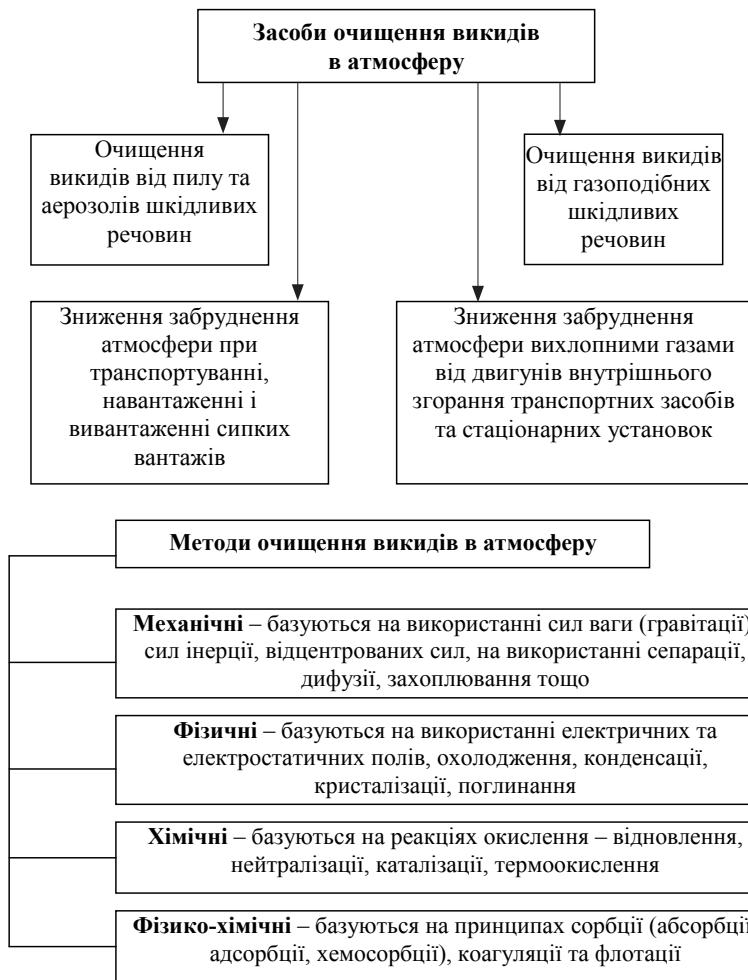 Засоби очищення викидів
в атмосферу
Очищення
викидів від пилу та
аерозолів шкідливих
речовин
Очищення викидів
від газоподібних
шкідливих
речовин
Зниження забруднення
атмосфери при
транспортуванні,
навантаженні і
вивантаженні сипких
вантажів
Зниження забруднення
атмосфери вихлопними газами
від двигунів внутрішнього
згорання транспортних засобів
та стаціонарних установок
Методи очищення викидів в атмосферу
Механічні – базуються на використанні сил ваги (гравітації)
сил інерції, відцентрованих сил, на використанні сепарації,
дифузії, захоплювання тощо
Фізичні – базуються на використанні електричних та
електростатичних полів, охолодження, конденсації,
кристалізації, поглинання
Хімічні – базуються на реакціях окислення – відновлення,
нейтралізації, каталізації, термоокислення
Фізико-хімічні – базуються на принципах сорбції (абсорбції
адсорбції, хемосорбції), коагуляції та флотації